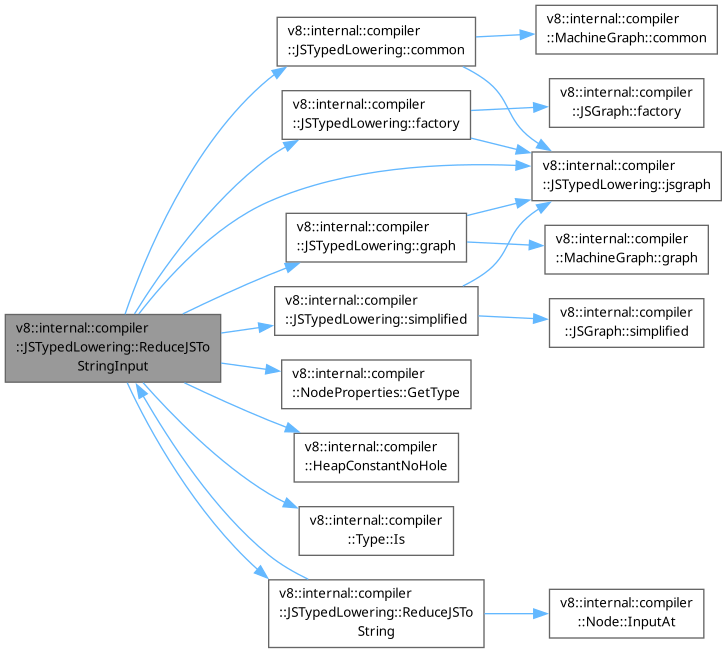 v8::internal::compiler
::JSTypedLowering::ReduceJSTo
StringInput
v8::internal::compiler
::JSTypedLowering::common
v8::internal::compiler
::MachineGraph::common
v8::internal::compiler
::JSTypedLowering::factory
v8::internal::compiler
::JSGraph::factory
v8::internal::compiler
::JSTypedLowering::jsgraph
v8::internal::compiler
::JSTypedLowering::graph
v8::internal::compiler
::MachineGraph::graph
v8::internal::compiler
::JSTypedLowering::simplified
v8::internal::compiler
::JSGraph::simplified
v8::internal::compiler
::NodeProperties::GetType
v8::internal::compiler
::HeapConstantNoHole
v8::internal::compiler
::Type::Is
v8::internal::compiler
::JSTypedLowering::ReduceJSTo
String
v8::internal::compiler
::Node::InputAt